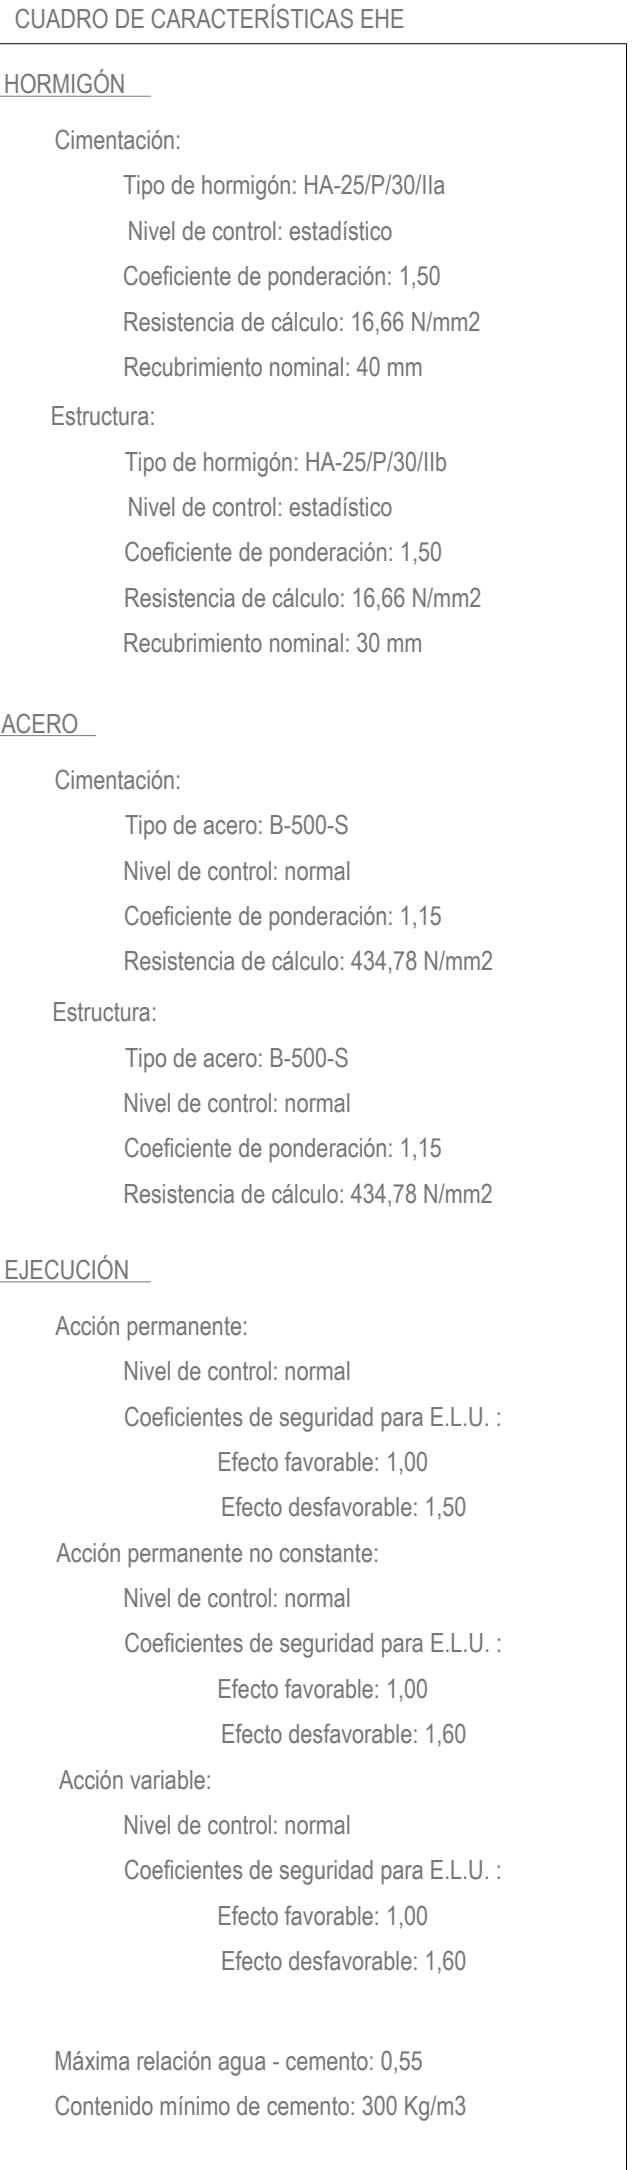 CUADRO DE CARACTERÍSTICAS EHE
HORMIGÓN
Cimentación:
Tipo de hormigón: HA-25/P/30/IIa
Nivel de control: estadístico
Coeficiente de ponderación: 1,50
Resistencia de cálculo: 16,66 N/mm2
Recubrimiento nominal: 40 mm
Estructura:
Tipo de hormigón: HA-25/P/30/IIb
Nivel de control: estadístico
Coeficiente de ponderación: 1,50
Resistencia de cálculo: 16,66 N/mm2
Recubrimiento nominal: 30 mm
ACERO
Cimentación:
Tipo de acero: B-500-S
Nivel de control: normal
Coeficiente de ponderación: 1,15
Resistencia de cálculo: 434,78 N/mm2
Estructura:
Tipo de acero: B-500-S
Nivel de control: normal
Coeficiente de ponderación: 1,15
Resistencia de cálculo: 434,78 N/mm2
EJECUCIÓN
Acción permanente:
Nivel de control: normal
Coeficientes de seguridad para E.L.U. :
Efecto favorable: 1,00
Efecto desfavorable: 1,50
Acción permanente no constante:
Nivel de control: normal
Coeficientes de seguridad para E.L.U. :
Efecto favorable: 1,00
Efecto desfavorable: 1,60
Acción variable:
Nivel de control: normal
Coeficientes de seguridad para E.L.U. :
Efecto favorable: 1,00
Efecto desfavorable: 1,60
Máxima relación agua - cemento: 0,55
Contenido mínimo de cemento: 300 Kg/m3